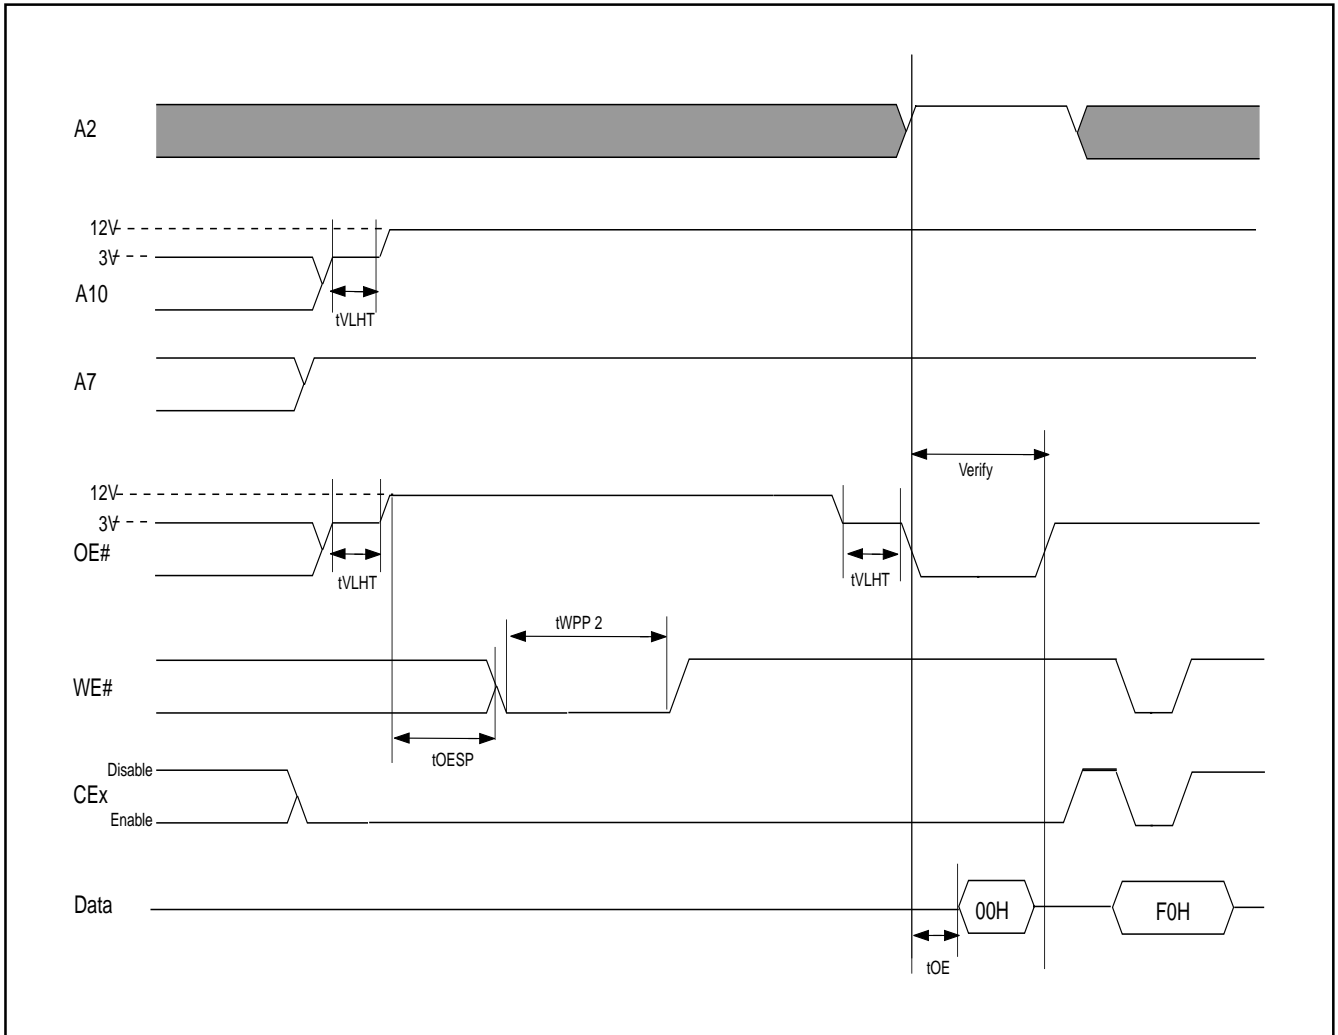 A2
12V
3V
A10
tVLHT
A7
Verify
12V
3V
OE#
tVLHT
tVLHT
tWPP 2
WE#
tOESP
Disable
CEx
Enable
Data
00H
F0H
tOE